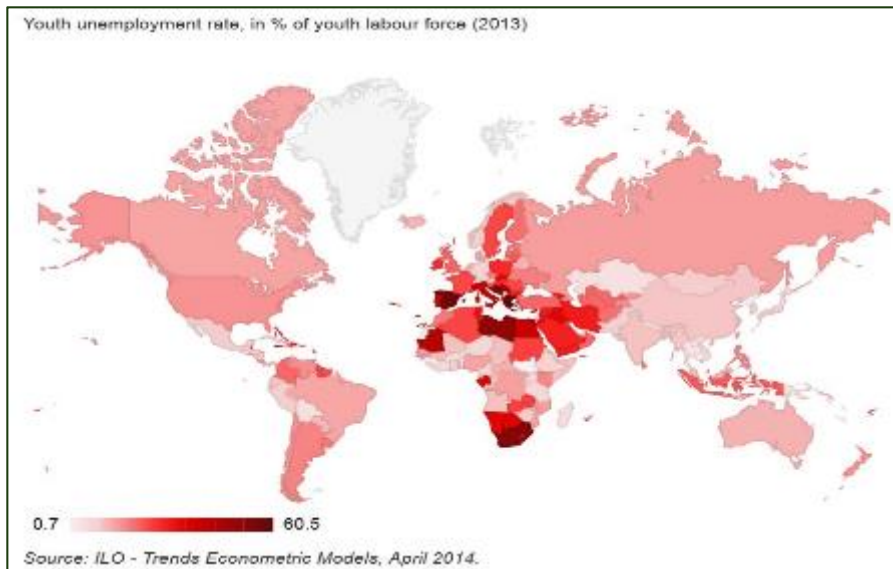 Youth unemployment rate, in % of youth labour force (2013)
0.7 60.5
Source: ILO - Trends Econometric Models, April 2014.